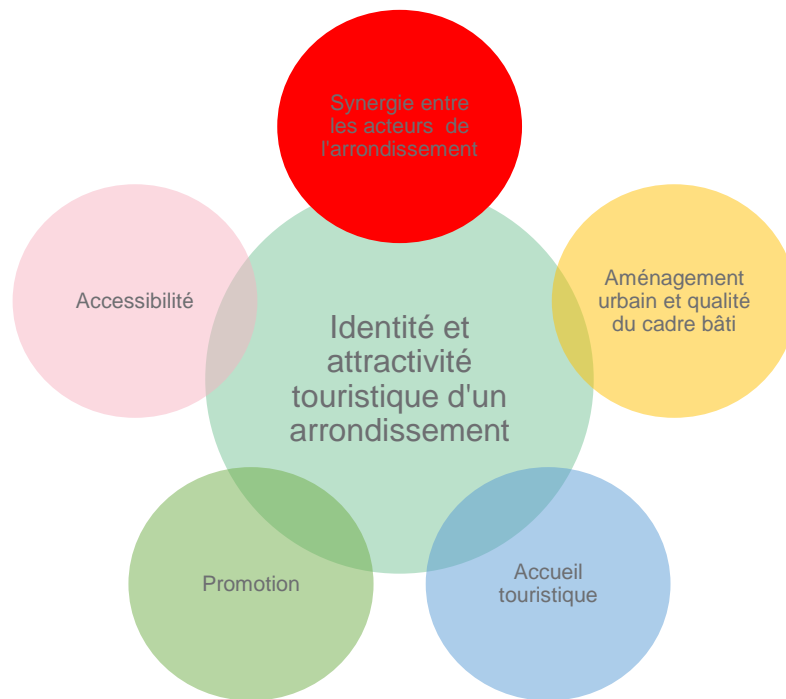 Synergie entre
les acteurs de
l'arrondissement
Accessibilité
Aménagement
urbain et qualité
du cadre bâti
Identité et
attractivité
touristique d'un
arrondissement
Promotion
Accueil
touristique